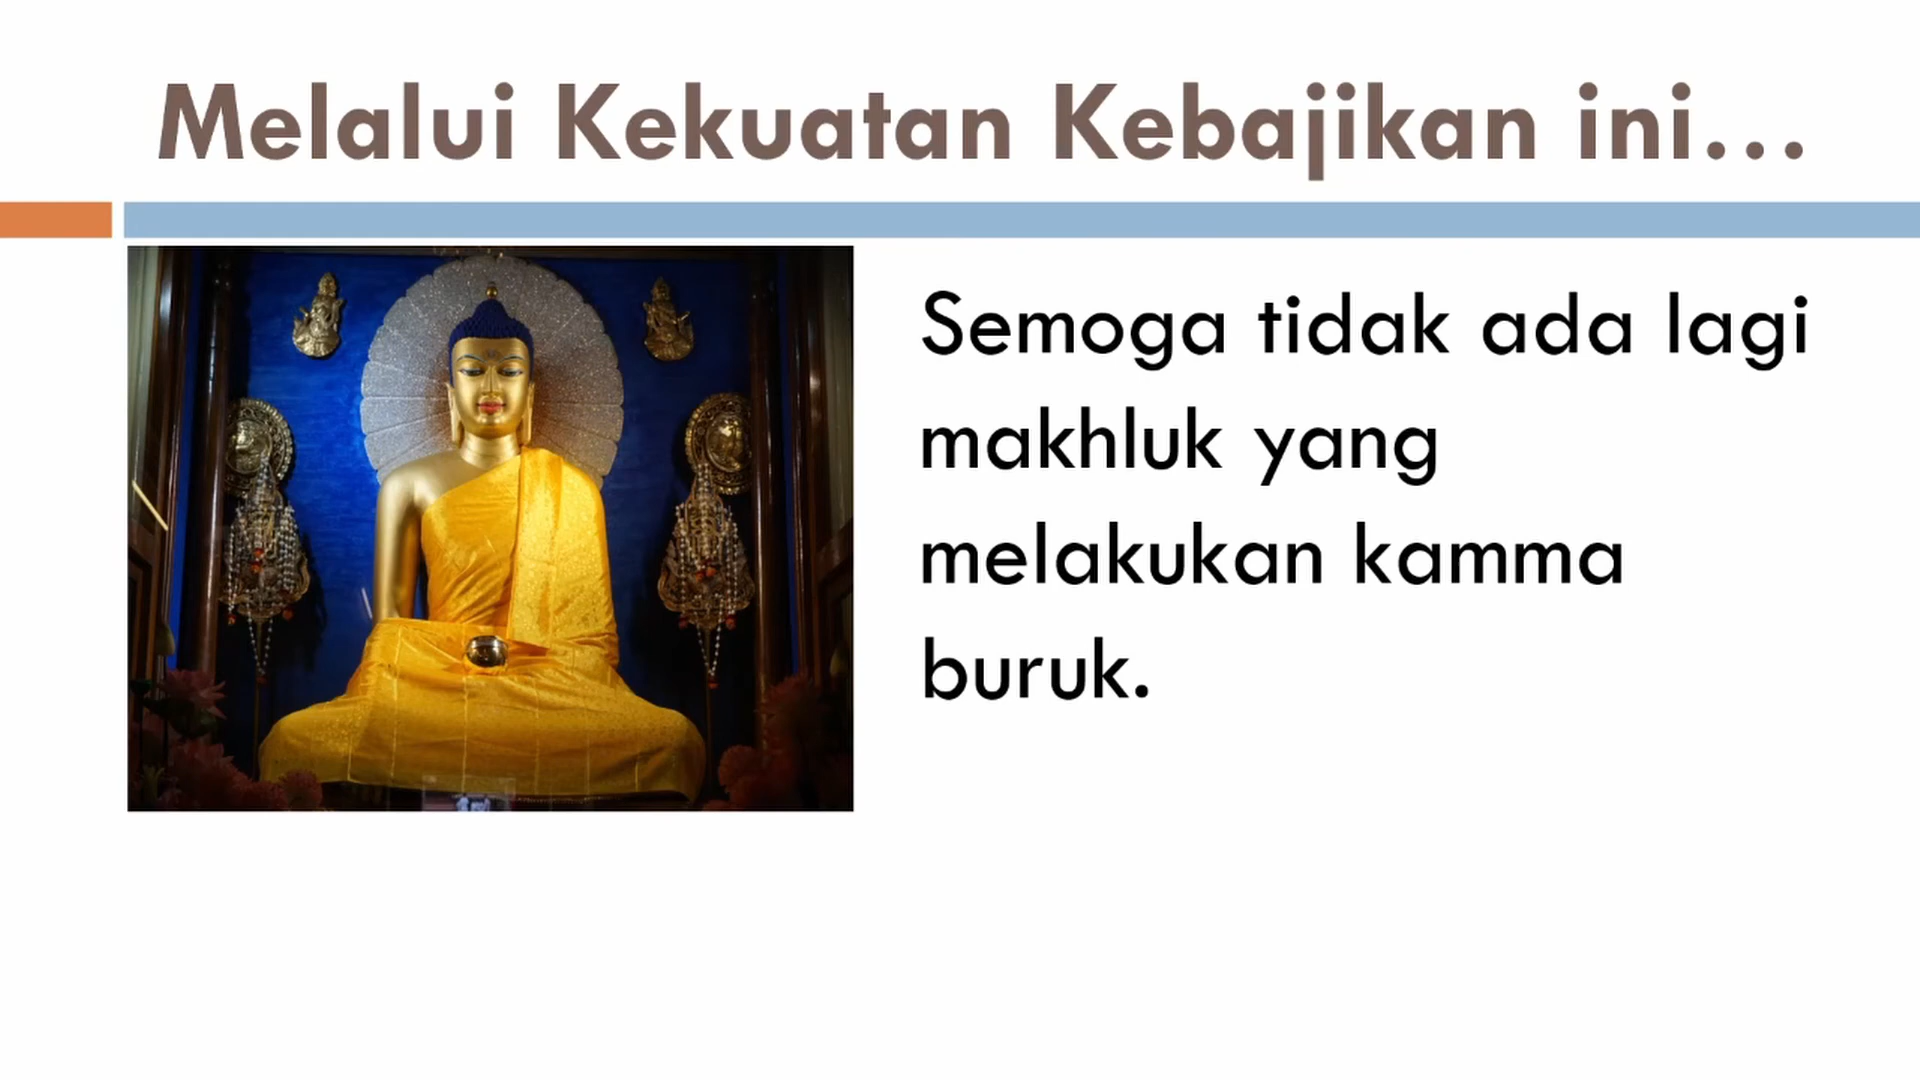 Melalui Kekuatan Kebajikan ini...
Semoga tidak ada lagi
makhluk yang
melakukan kamma
buruk.